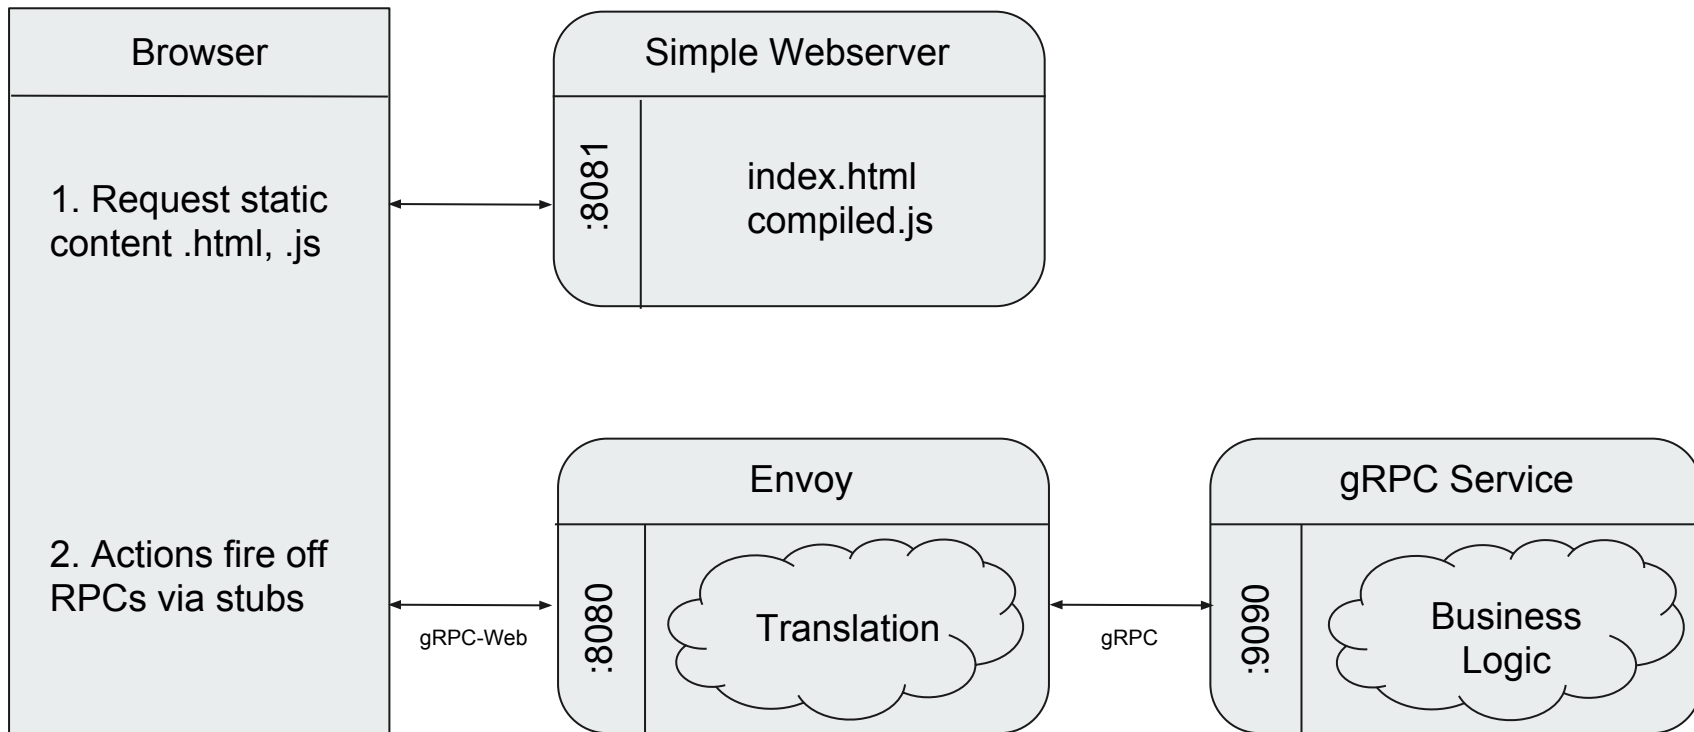 Browser
1. Request static
content .html, .js
2. Actions fire off
RPCs via stubs
Simple Webserver
:8081
index.html
compiled.js
gRPC-Web
Envoy
:8080
Translation
gRPC
gRPC Service
:9090
Business
Logic